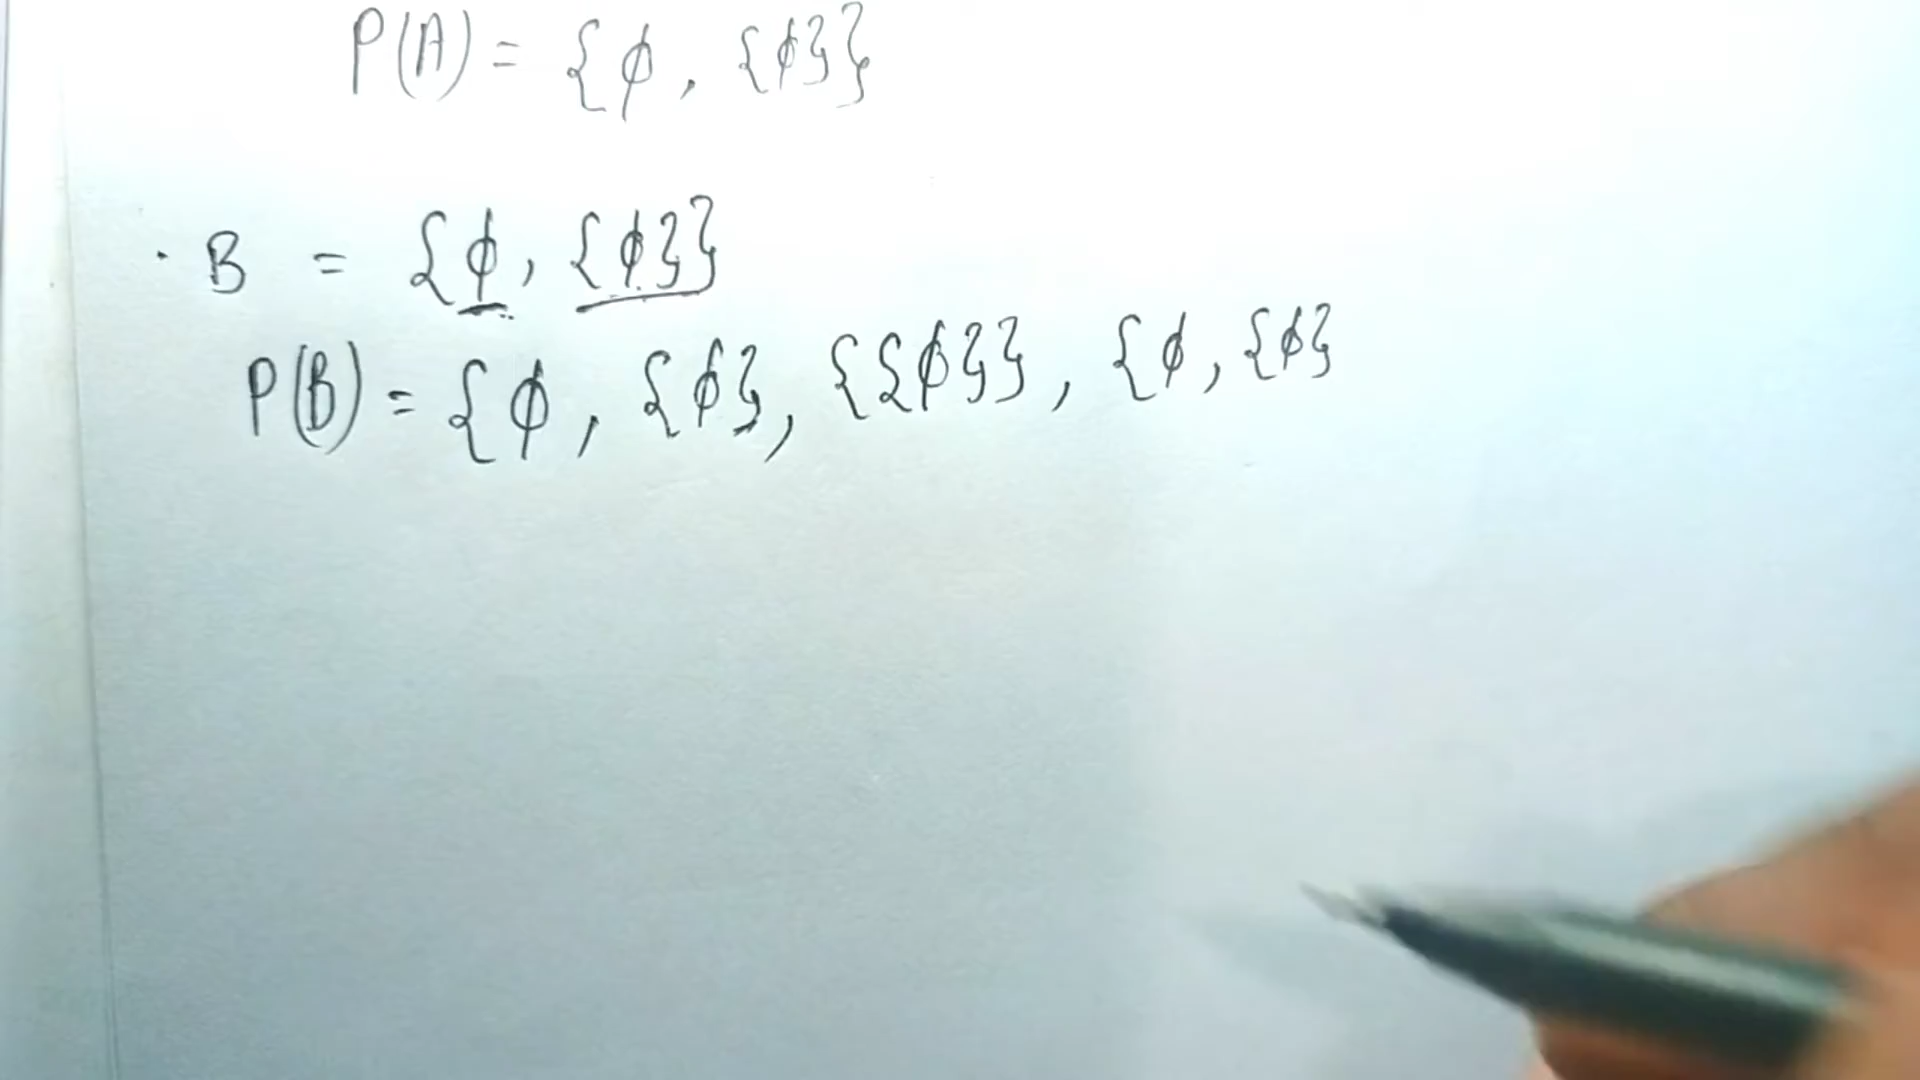 P(A) = {ϕ, {ϕ}}
· B = {ϕ, {ϕ}}
P(B) = {ϕ, {ϕ}, {{ϕ}}, {ϕ, {ϕ}